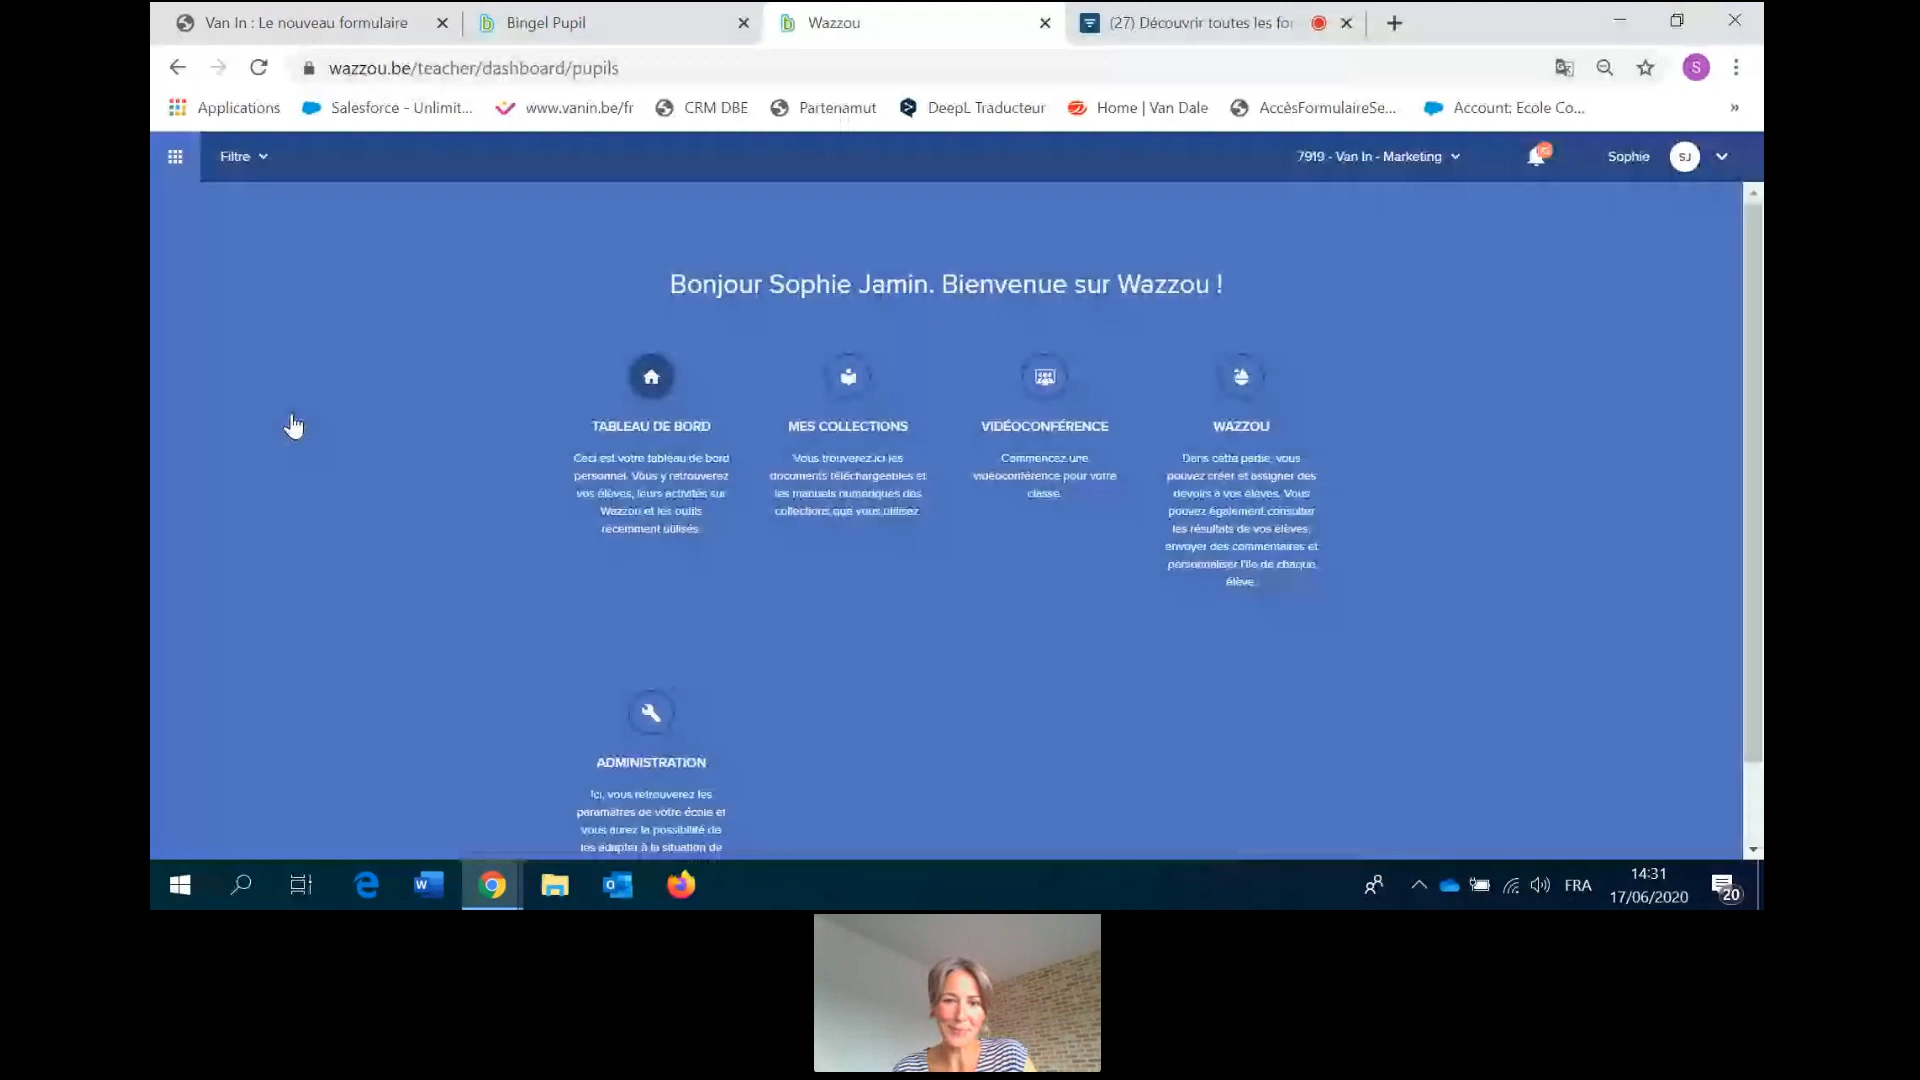 Van In : Le nouveau formulaire
Bingel Pupil
Wazzou
(27) Découvrir toutes les for
wazzou.be/teacher/dashboard/pupils
S
Applications
Salesforce - Unlimit...
www.vanin.be/fr
CRM DBE
Partenamut
DeepL Traducteur
Home | Van Dale
AccèsFormulaireSe...
Account: Ecole Co...
»
Filtre
7919 - Van In - Marketing
Sophie
SJ
Bonjour Sophie Jamin. Bienvenue sur Wazzou !
TABLEAU DE BORD
Ceci est votre tableau de bord
personnel. Vous y retrouverez
vos élèves, leurs activités sur
Wazzou et les outils
récemment utilisés.
MES COLLECTIONS
Vous trouverez ici les
documents téléchargeables et
les manuels numériques des
collections que vous utilisez.
VIDÉOCONFÉRENCE
Commencez une
vidéoconférence pour votre
classe.
WAZZOU
Dans cette partie, vous
pouvez créer et assigner des
devoirs à vos élèves. Vous
pouvez également consulter
les résultats de vos élèves,
envoyer des commentaires et
personnaliser l'île de chaque
élève.
ADMINISTRATION
Ici, vous retrouverez les
paramètres de votre école et
vous aurez la possibilité de
les adapter à la situation de
FRA
14:31
17/06/2020
20